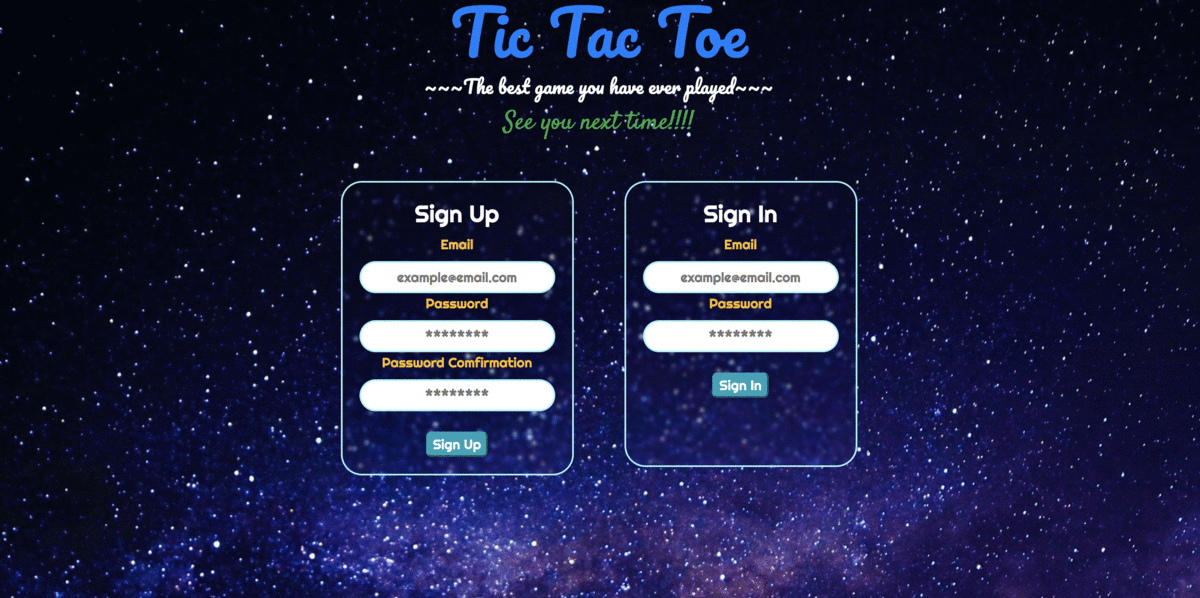 Tic Tac Toe
~~~The best game you have ever played~~~
See you next time!!!!
Sign Up
Email
example@email.com
Password
********
Password Comfirmation
********
Sign Up
Sign In
Email
example@email.com
Password
********
Sign In